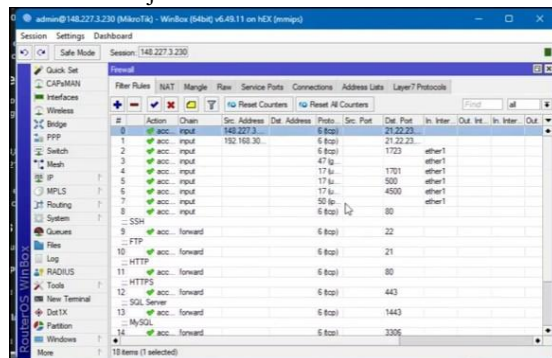 admin@148.227.3.230 (MikroTik) - WinBox (64bit) v6.49.11 on hEX (mmips)
Session Settings Dashboard
Safe Mode Session: 148.227.3.230
Quick Set
CAPsMAN
Interfaces
Wireless
Bridge
PPP
Switch
Mesh
IP
MPLS
Routing
System
Queues
Files
Log
RADIUS
Tools
New Terminal
Dot1X
Partition
Windows
More
RouterOS WinBox
Firewall
Filter Rules NAT Mangle Raw Service Ports Connections Address Lists Layer7 Protocols
Reset Counters Reset All Counters Find all
# Action Chain Src. Address Dst. Address Proto... Src. Port Dst. Port In. Inter... Out. Int... In. Inter... Out.
0 acc... input 148.227.3.... 6 (tcp) 21,22,23...
1 acc... input 192.168.30... 6 (tcp) 21,22,23...
2 acc... input 6 (tcp) 1723 ether1
3 acc... input 47 (g... ether1
4 acc... input 17 (u... 1701 ether1
5 acc... input 17 (u... 500 ether1
6 acc... input 17 (u... 4500 ether1
7 acc... input 50 (ip... ether1
8 acc... input 6 (tcp) 80
::: SSH
9 acc... forward 6 (tcp) 22
::: FTP
10 acc... forward 6 (tcp) 21
::: HTTP
11 acc... forward 6 (tcp) 80
::: HTTPS
12 acc... forward 6 (tcp) 443
::: SQL Server
13 acc... forward 6 (tcp) 1443
::: MySQL
14 acc... forward 6 (tcp) 3306
18 items (1 selected)